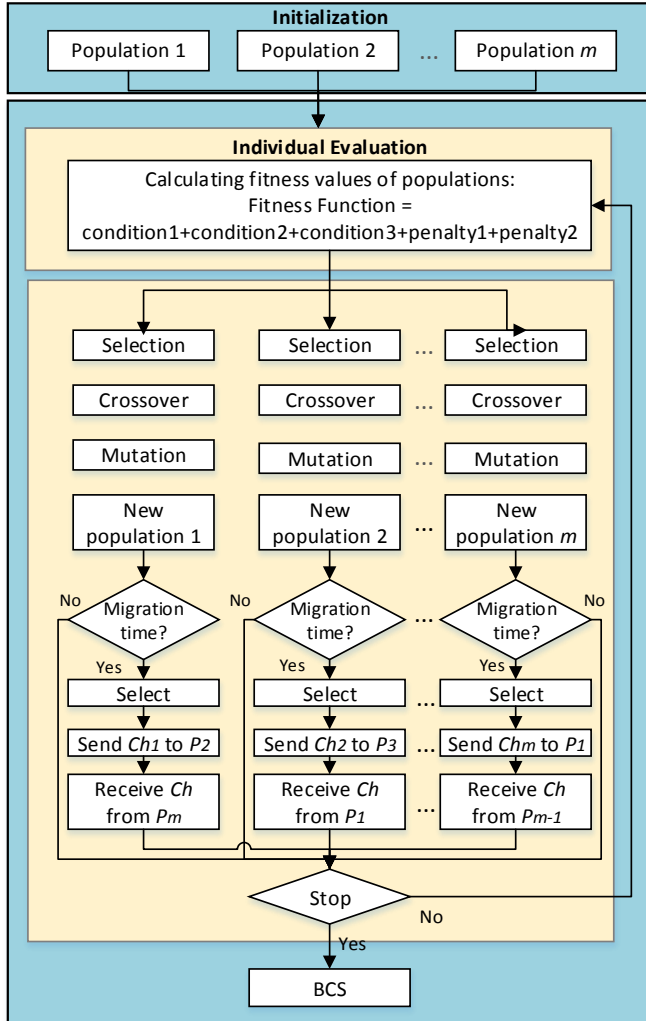 Initialization
Population 1
Population 2
...
Population m
Individual Evaluation
Calculating fitness values of populations:
Fitness Function =
condition1+condition2+condition3+penalty1+penalty2
Selection
Selection
...
Selection
Crossover
Crossover
...
Crossover
Mutation
Mutation
...
Mutation
New
population 1
New
population 2
...
New
population m
No
Migration
time?
No
Migration
time?
...
Migration
time?
No
Yes
Yes
Yes
Select
Select
...
Select
Send Ch1 to P2
Send Ch2 to P3
...
Send Chm to P1
Receive Ch
from Pm
Receive Ch
from P1
...
Receive Ch
from Pm-1
Stop
No
Yes
BCS